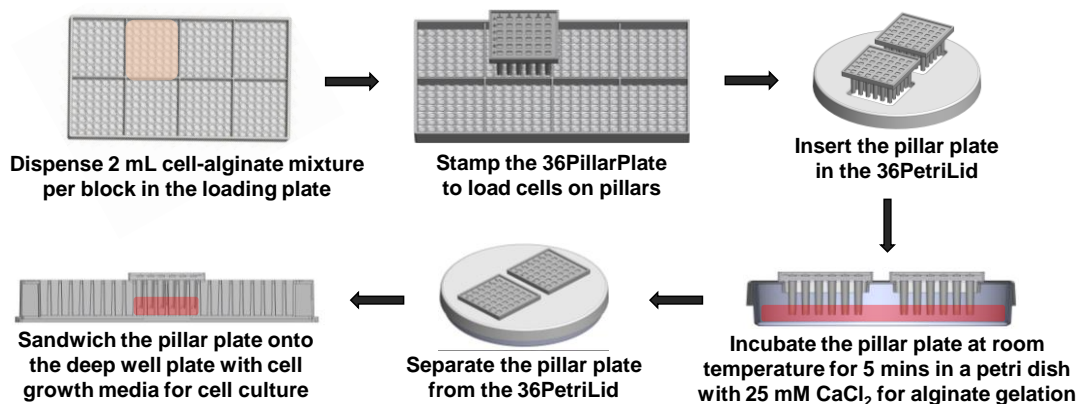 Dispense 2 mL cell-alginate mixture
per block in the loading plate
Stamp the 36PillarPlate
to load cells on pillars
Insert the pillar plate
in the 36PetriLid
Incubate the pillar plate at room
temperature for 5 mins in a petri dish
with 25 mM CaCl₂ for alginate gelation
Separate the pillar plate
from the 36PetriLid
Sandwich the pillar plate onto
the deep well plate with cell
growth media for cell culture